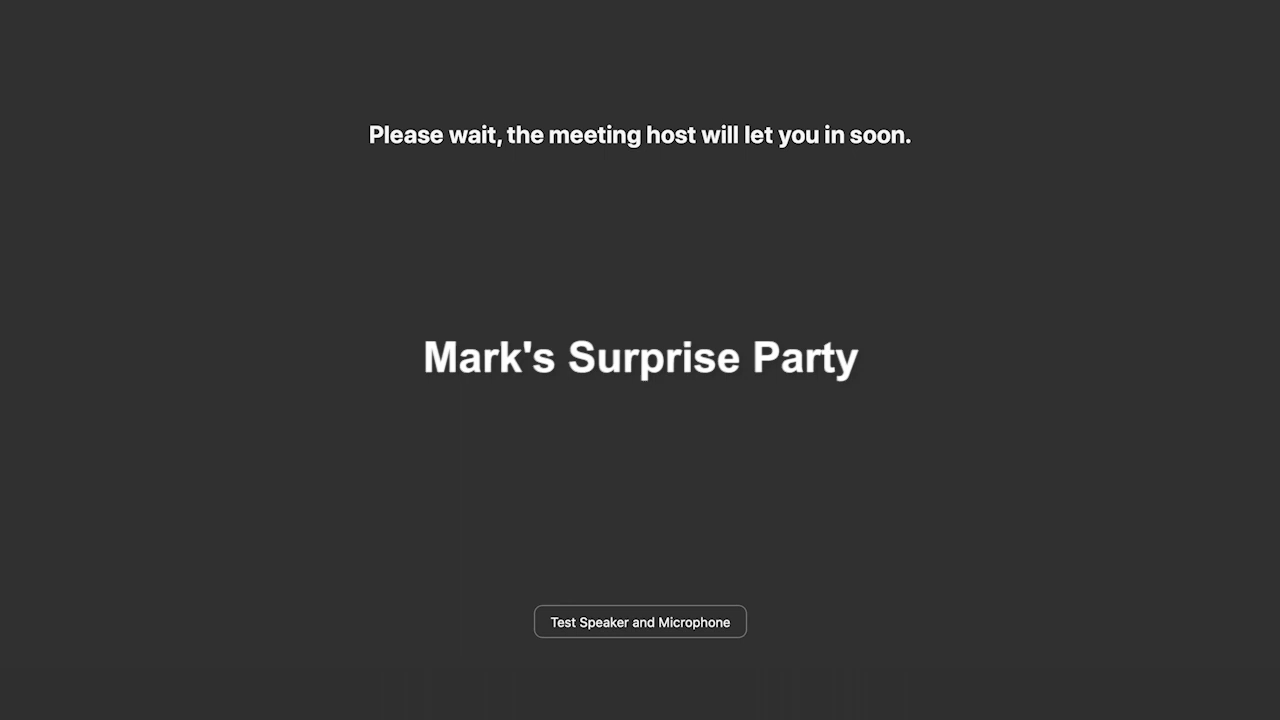 Please wait, the meeting host will let you in soon.
Mark's Surprise Party
Test Speaker and Microphone